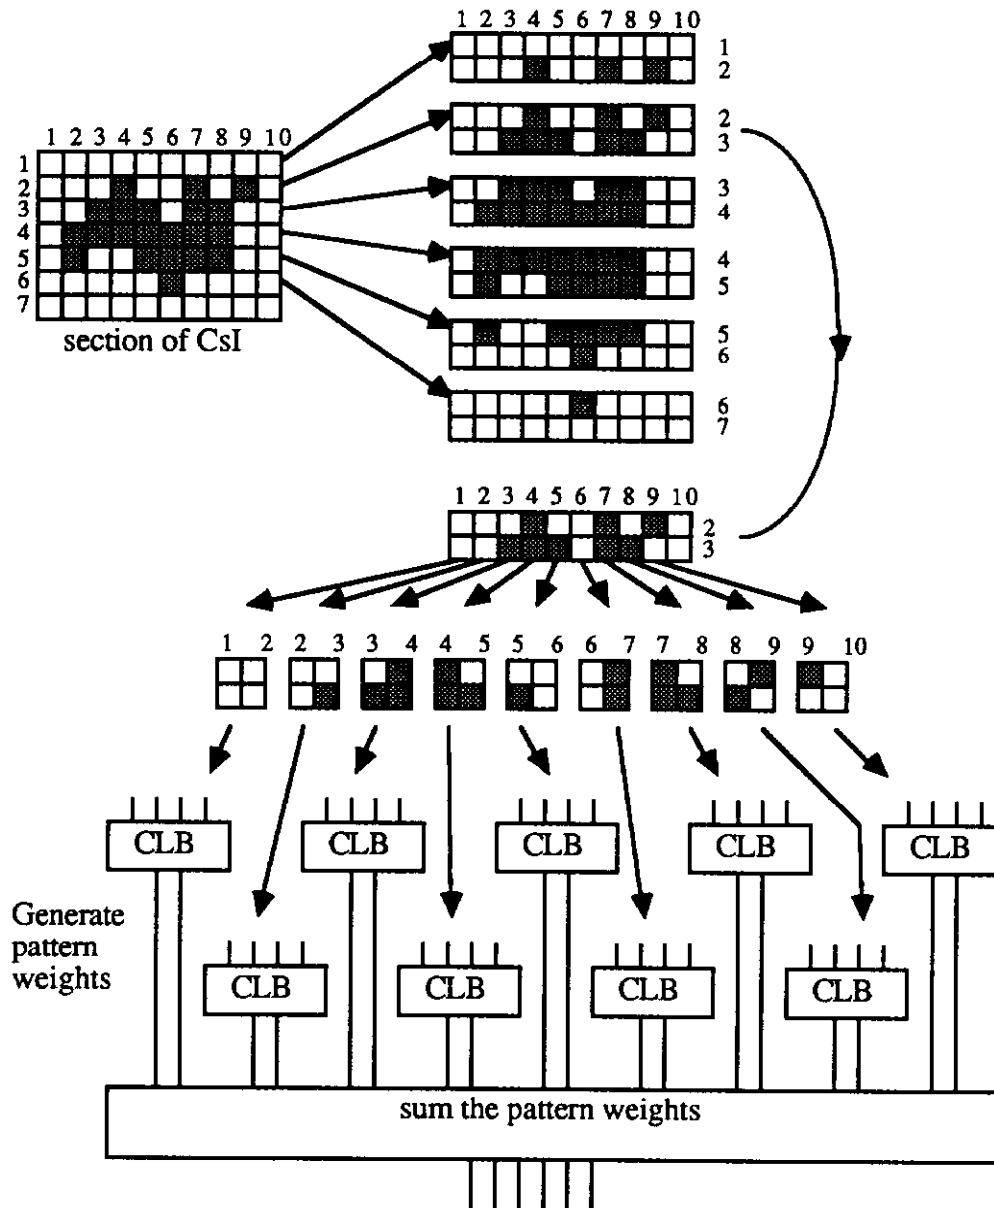 1 2 3 4 5 6 7 8 9 10
1
2
2
3
3
4
4
5
5
6
6
7
1 2 3 4 5 6 7 8 9 10
1
2
3
4
5
6
7
section of CsI
1 2 3 4 5 6 7 8 9 10
2
3
1 2 2 3 3 4 4 5 5 6 6 7 7 8 8 9 9 10
CLB CLB CLB CLB CLB
Generate
pattern
weights
CLB CLB CLB CLB
sum the pattern weights